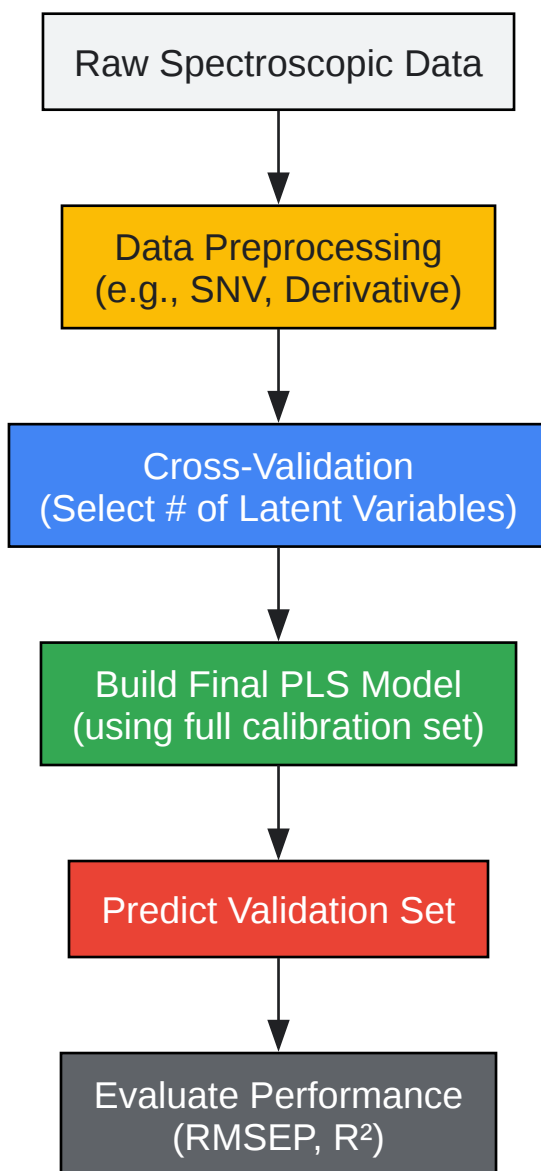 Raw Spectroscopic Data
Data Preprocessing
(e.g., SNV, Derivative)
Cross-Validation
(Select # of Latent Variables)
Build Final PLS Model
(using full calibration set)
Predict Validation Set
Evaluate Performance
(RMSEP, R²)